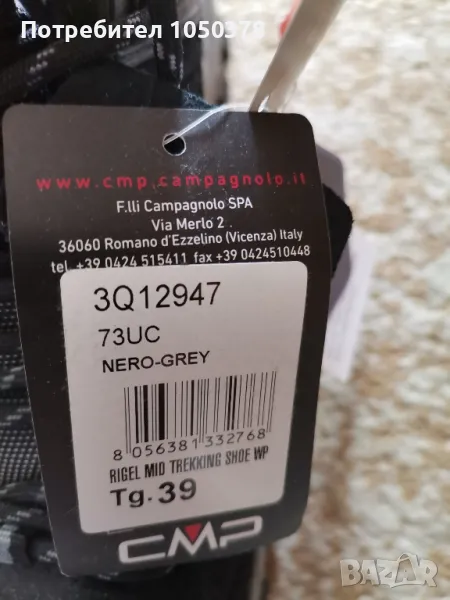 Потребител 1050379
www.cmp.campagnolo.it
F.lli Campagnolo SPA
Via Merlo 2
36060 Romano d'Ezzelino (Vicenza) Italy
tel +39 0424 515411 fax +39 0424510448
3Q12947
73UC
NERO-GREY
8 056381 332768
RIGEL MID TREKKING SHOE WP
Tg. 39
CMP
BAZAR